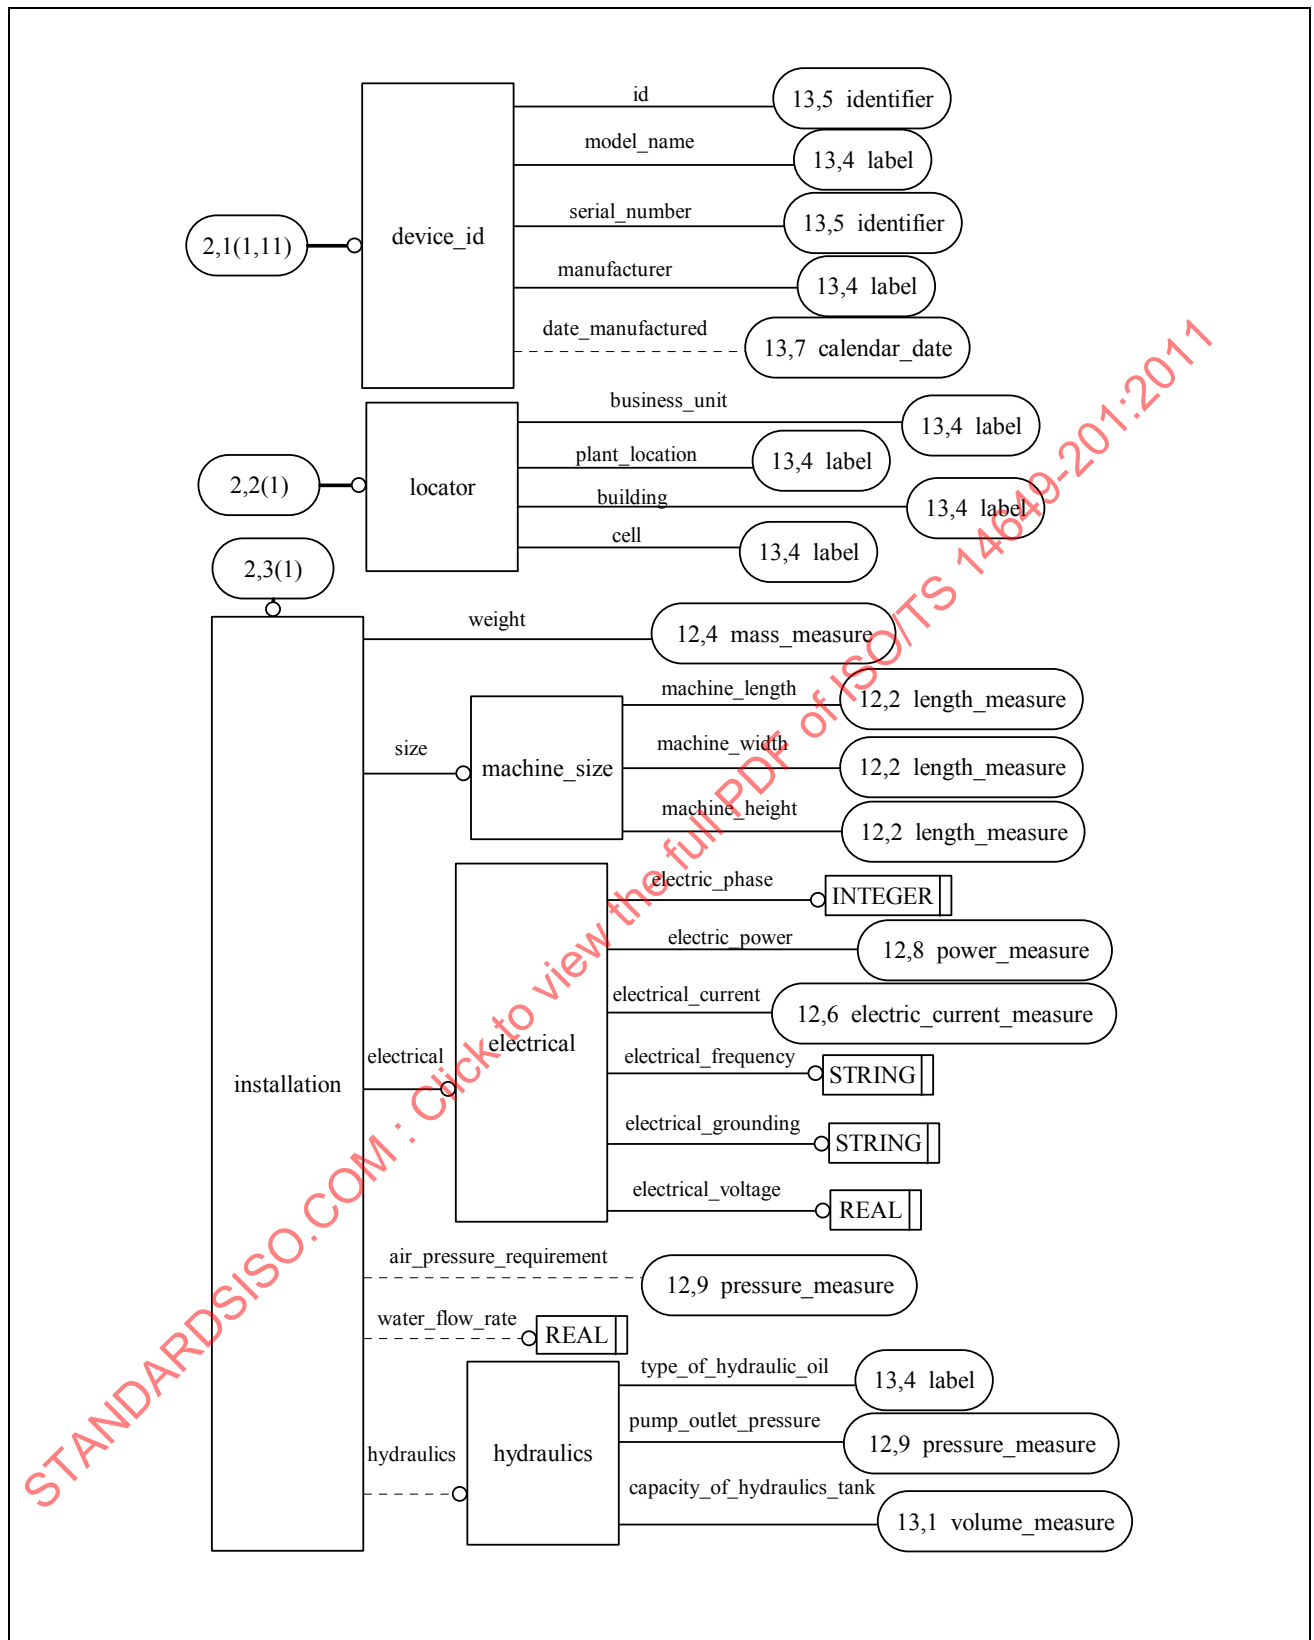 id
13,5 identifier
model_name
13,4 label
serial_number
13,5 identifier
2,1(1,11)
device_id
manufacturer
13,4 label
date_manufactured
13,7 calendar_date
business_unit
13,4 label
plant_location
13,4 label
2,2(1)
locator
building
13,4 label
cell
13,4 label
2,3(1)
weight
12,4 mass_measure
machine_length
12,2 length_measure
size
machine_size
machine_width
12,2 length_measure
machine_height
12,2 length_measure
electric_phase
INTEGER
electric_power
12,8 power_measure
electrical_current
12,6 electric_current_measure
electrical
electrical
electrical_frequency
STRING
installation
electrical_grounding
STRING
electrical_voltage
REAL
air_pressure_requirement
12,9 pressure_measure
water_flow_rate
REAL
type_of_hydraulic_oil
13,4 label
pump_outlet_pressure
12,9 pressure_measure
hydraulics
hydraulics
capacity_of_hydraulics_tank
13,1 volume_measure
STANDARDSISO.COM : Click to view the full PDF of ISO/TS 14649-201:2011